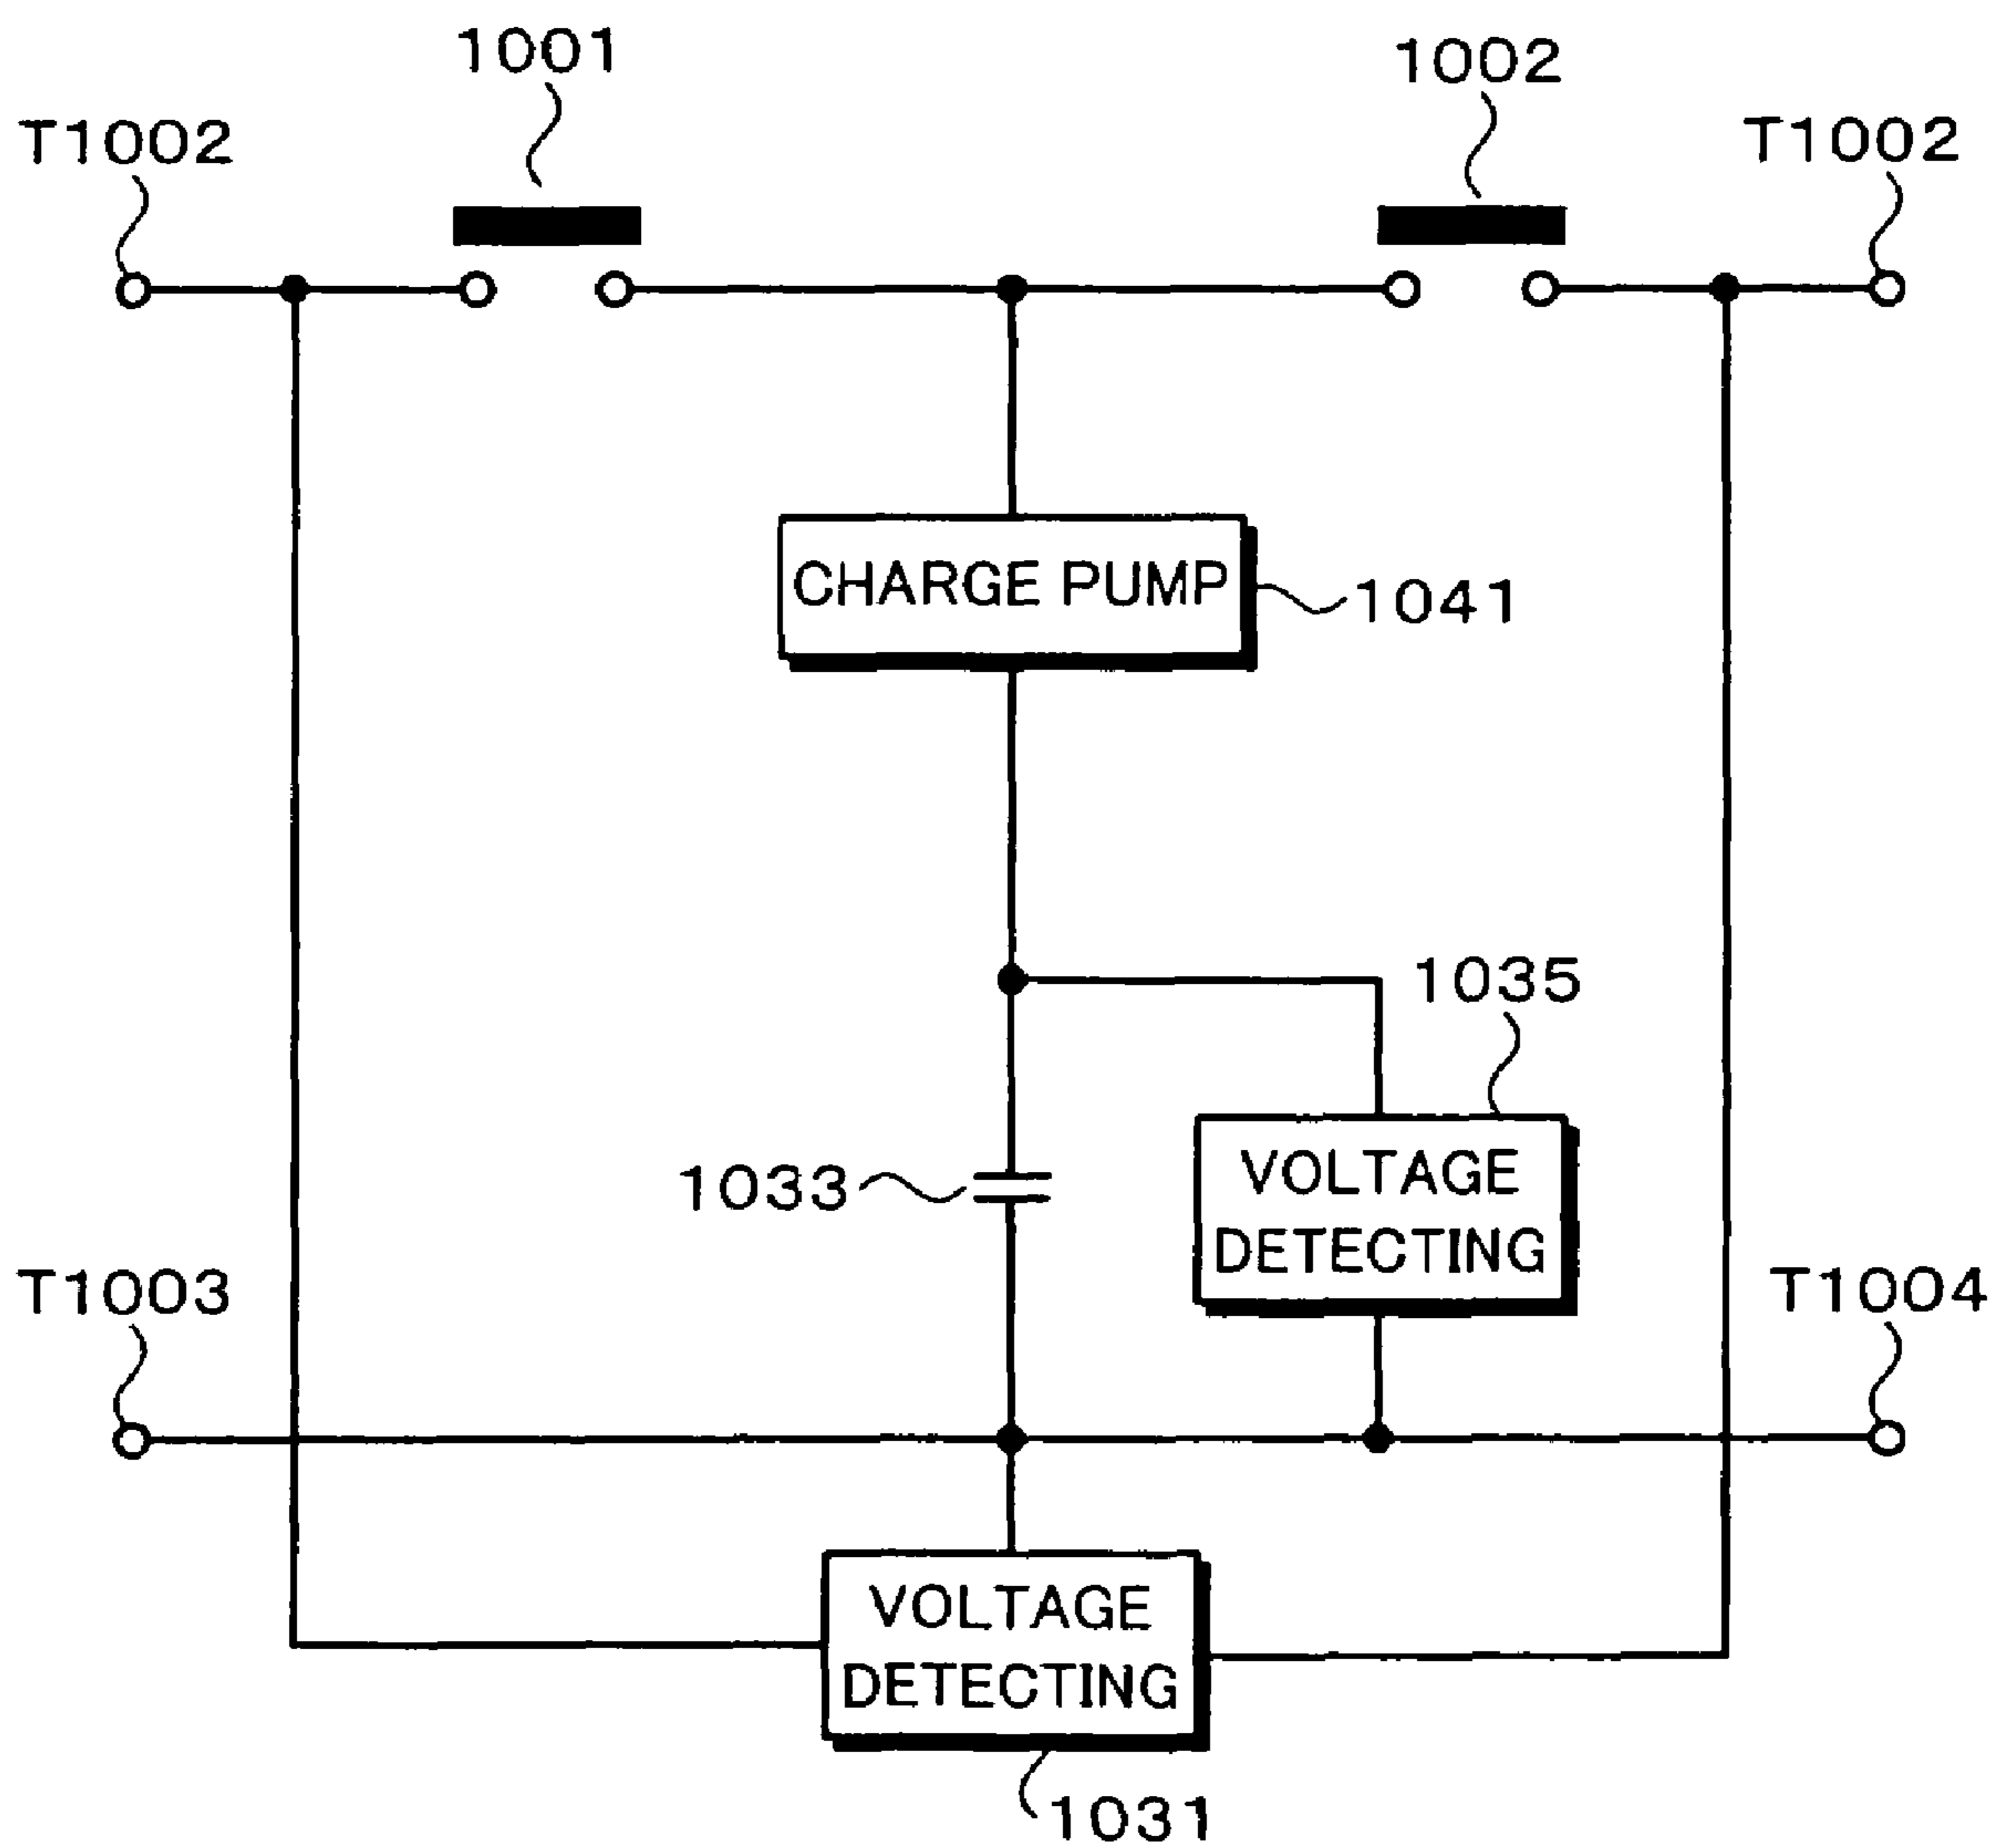 1001
1002
T1002
T1002
CHARGE PUMP
1041
1035
VOLTAGE
DETECTING
1033
T1003
T1004
VOLTAGE
DETECTING
1031